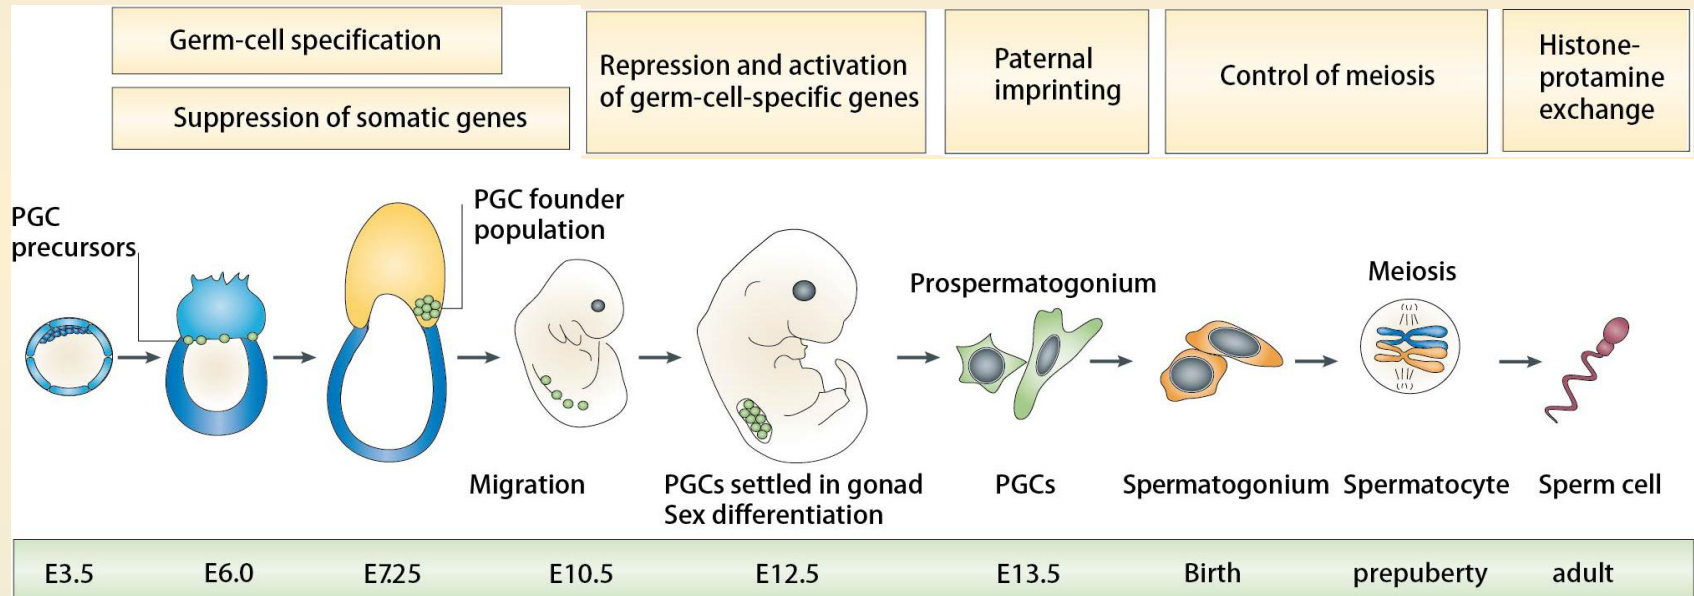 Germ-cell specification
Suppression of somatic genes
Repression and activation
of germ-cell-specific genes
Paternal
imprinting
Control of meiosis
Histone-
protamine
exchange
PGC
precursors
PGC founder
population
Prospermatogonium
Meiosis
Migration
PGCs settled in gonad
Sex differentiation
PGCs
Spermatogonium
Spermatocyte
Sperm cell
E3.5
E6.0
E7.25
E10.5
E12.5
E13.5
Birth
prepuberty
adult